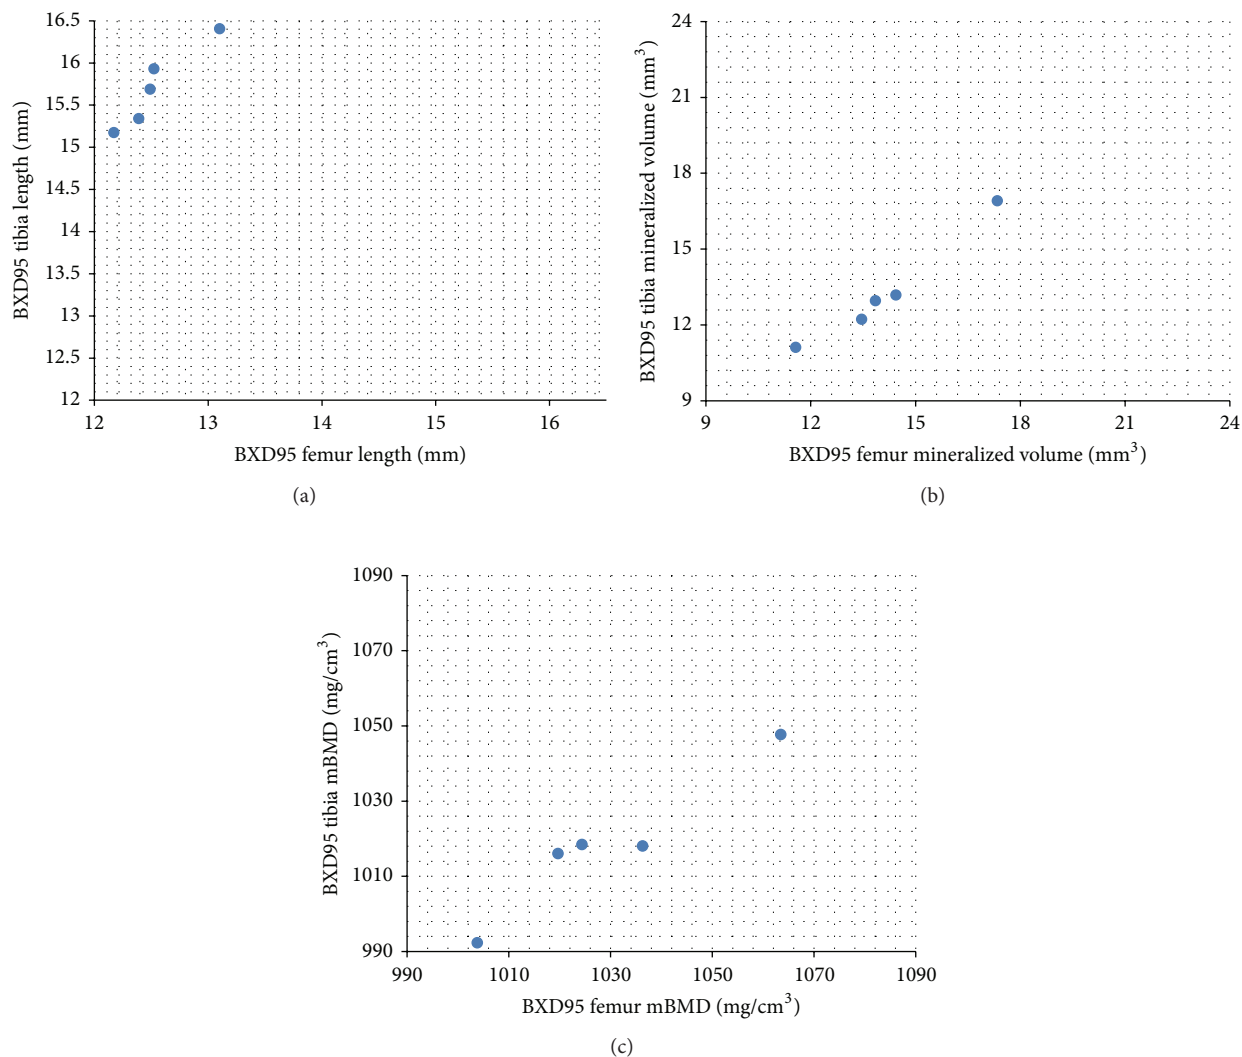 16.5
16
15.5
15
14.5
14
13.5
13
12.5
12
12 13 14 15 16
BXD95 tibia length (mm)
BXD95 femur length (mm)
(a)
24
21
18
15
12
9
9 12 15 18 21 24
BXD95 tibia mineralized volume (mm³)
BXD95 femur mineralized volume (mm³)
(b)
1090
1070
1050
1030
1010
990
990 1010 1030 1050 1070 1090
BXD95 tibia mBMD (mg/cm³)
BXD95 femur mBMD (mg/cm³)
(c)